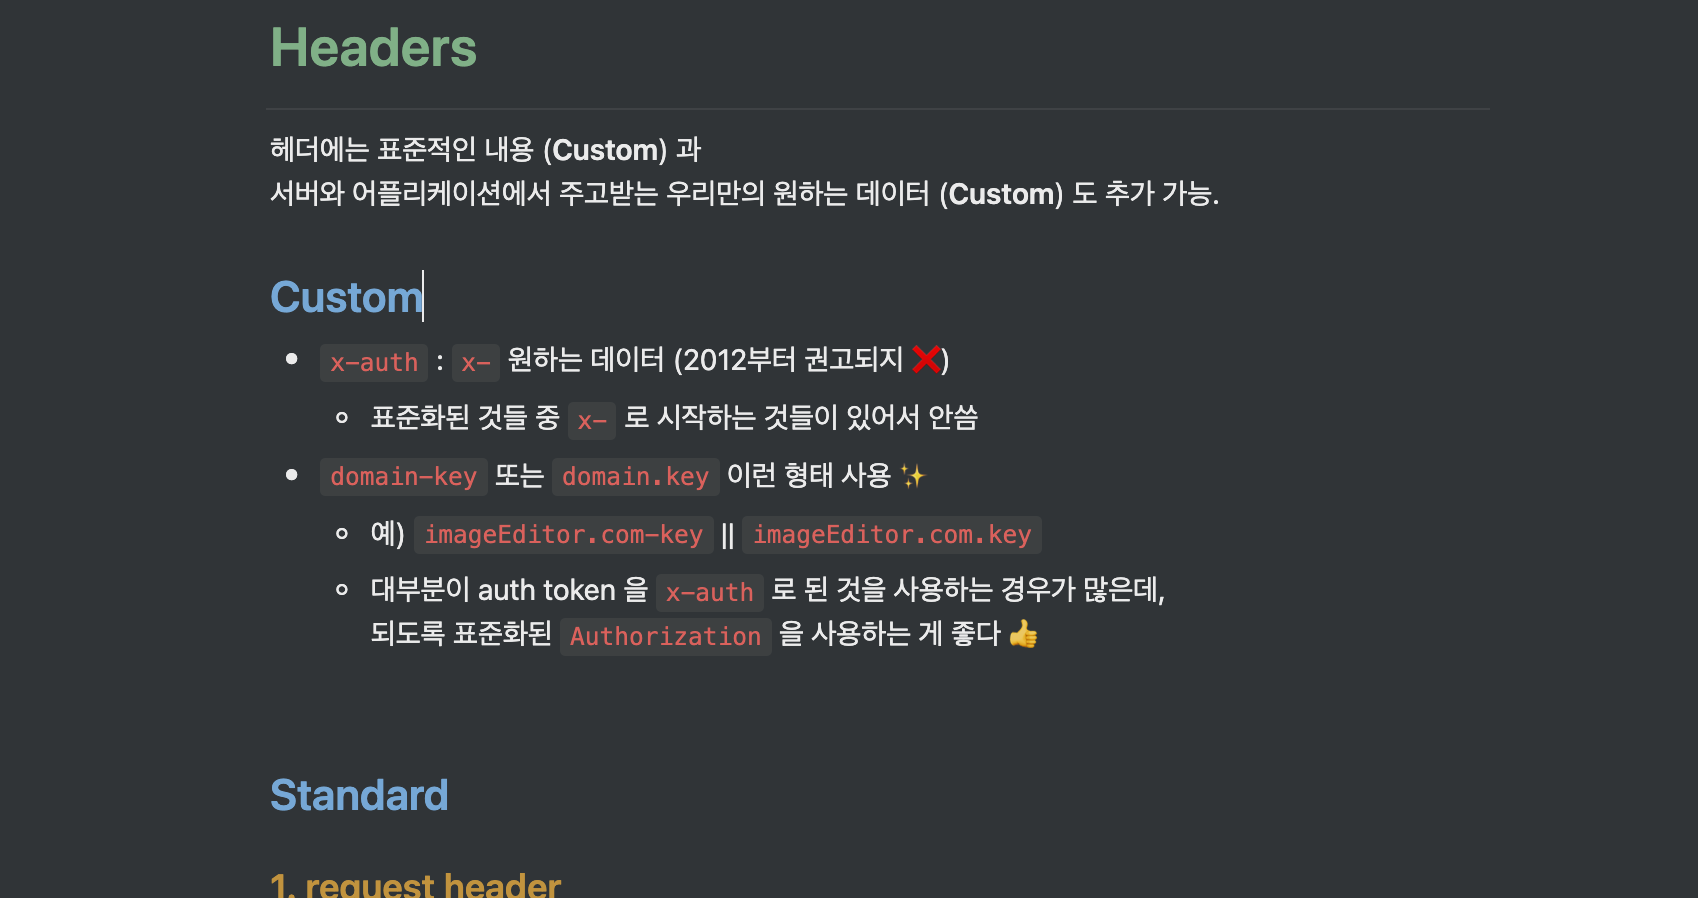 Headers
헤더에는 표준적인 내용 (Custom) 과
서버와 어플리케이션에서 주고받는 우리만의 원하는 데이터 (Custom) 도 추가 가능.
Custom
x-auth : x- 원하는 데이터 (2012부터 권고되지 ❌)
표준화된 것들 중 x- 로 시작하는 것들이 있어서 안씀
domain-key 또는 domain.key 이런 형태 사용 ✨
예) imageEditor.com-key || imageEditor.com.key
대부분이 auth token 을 x-auth 로 된 것을 사용하는 경우가 많은데,
되도록 표준화된 Authorization 을 사용하는 게 좋다 👍
Standard
1. request header